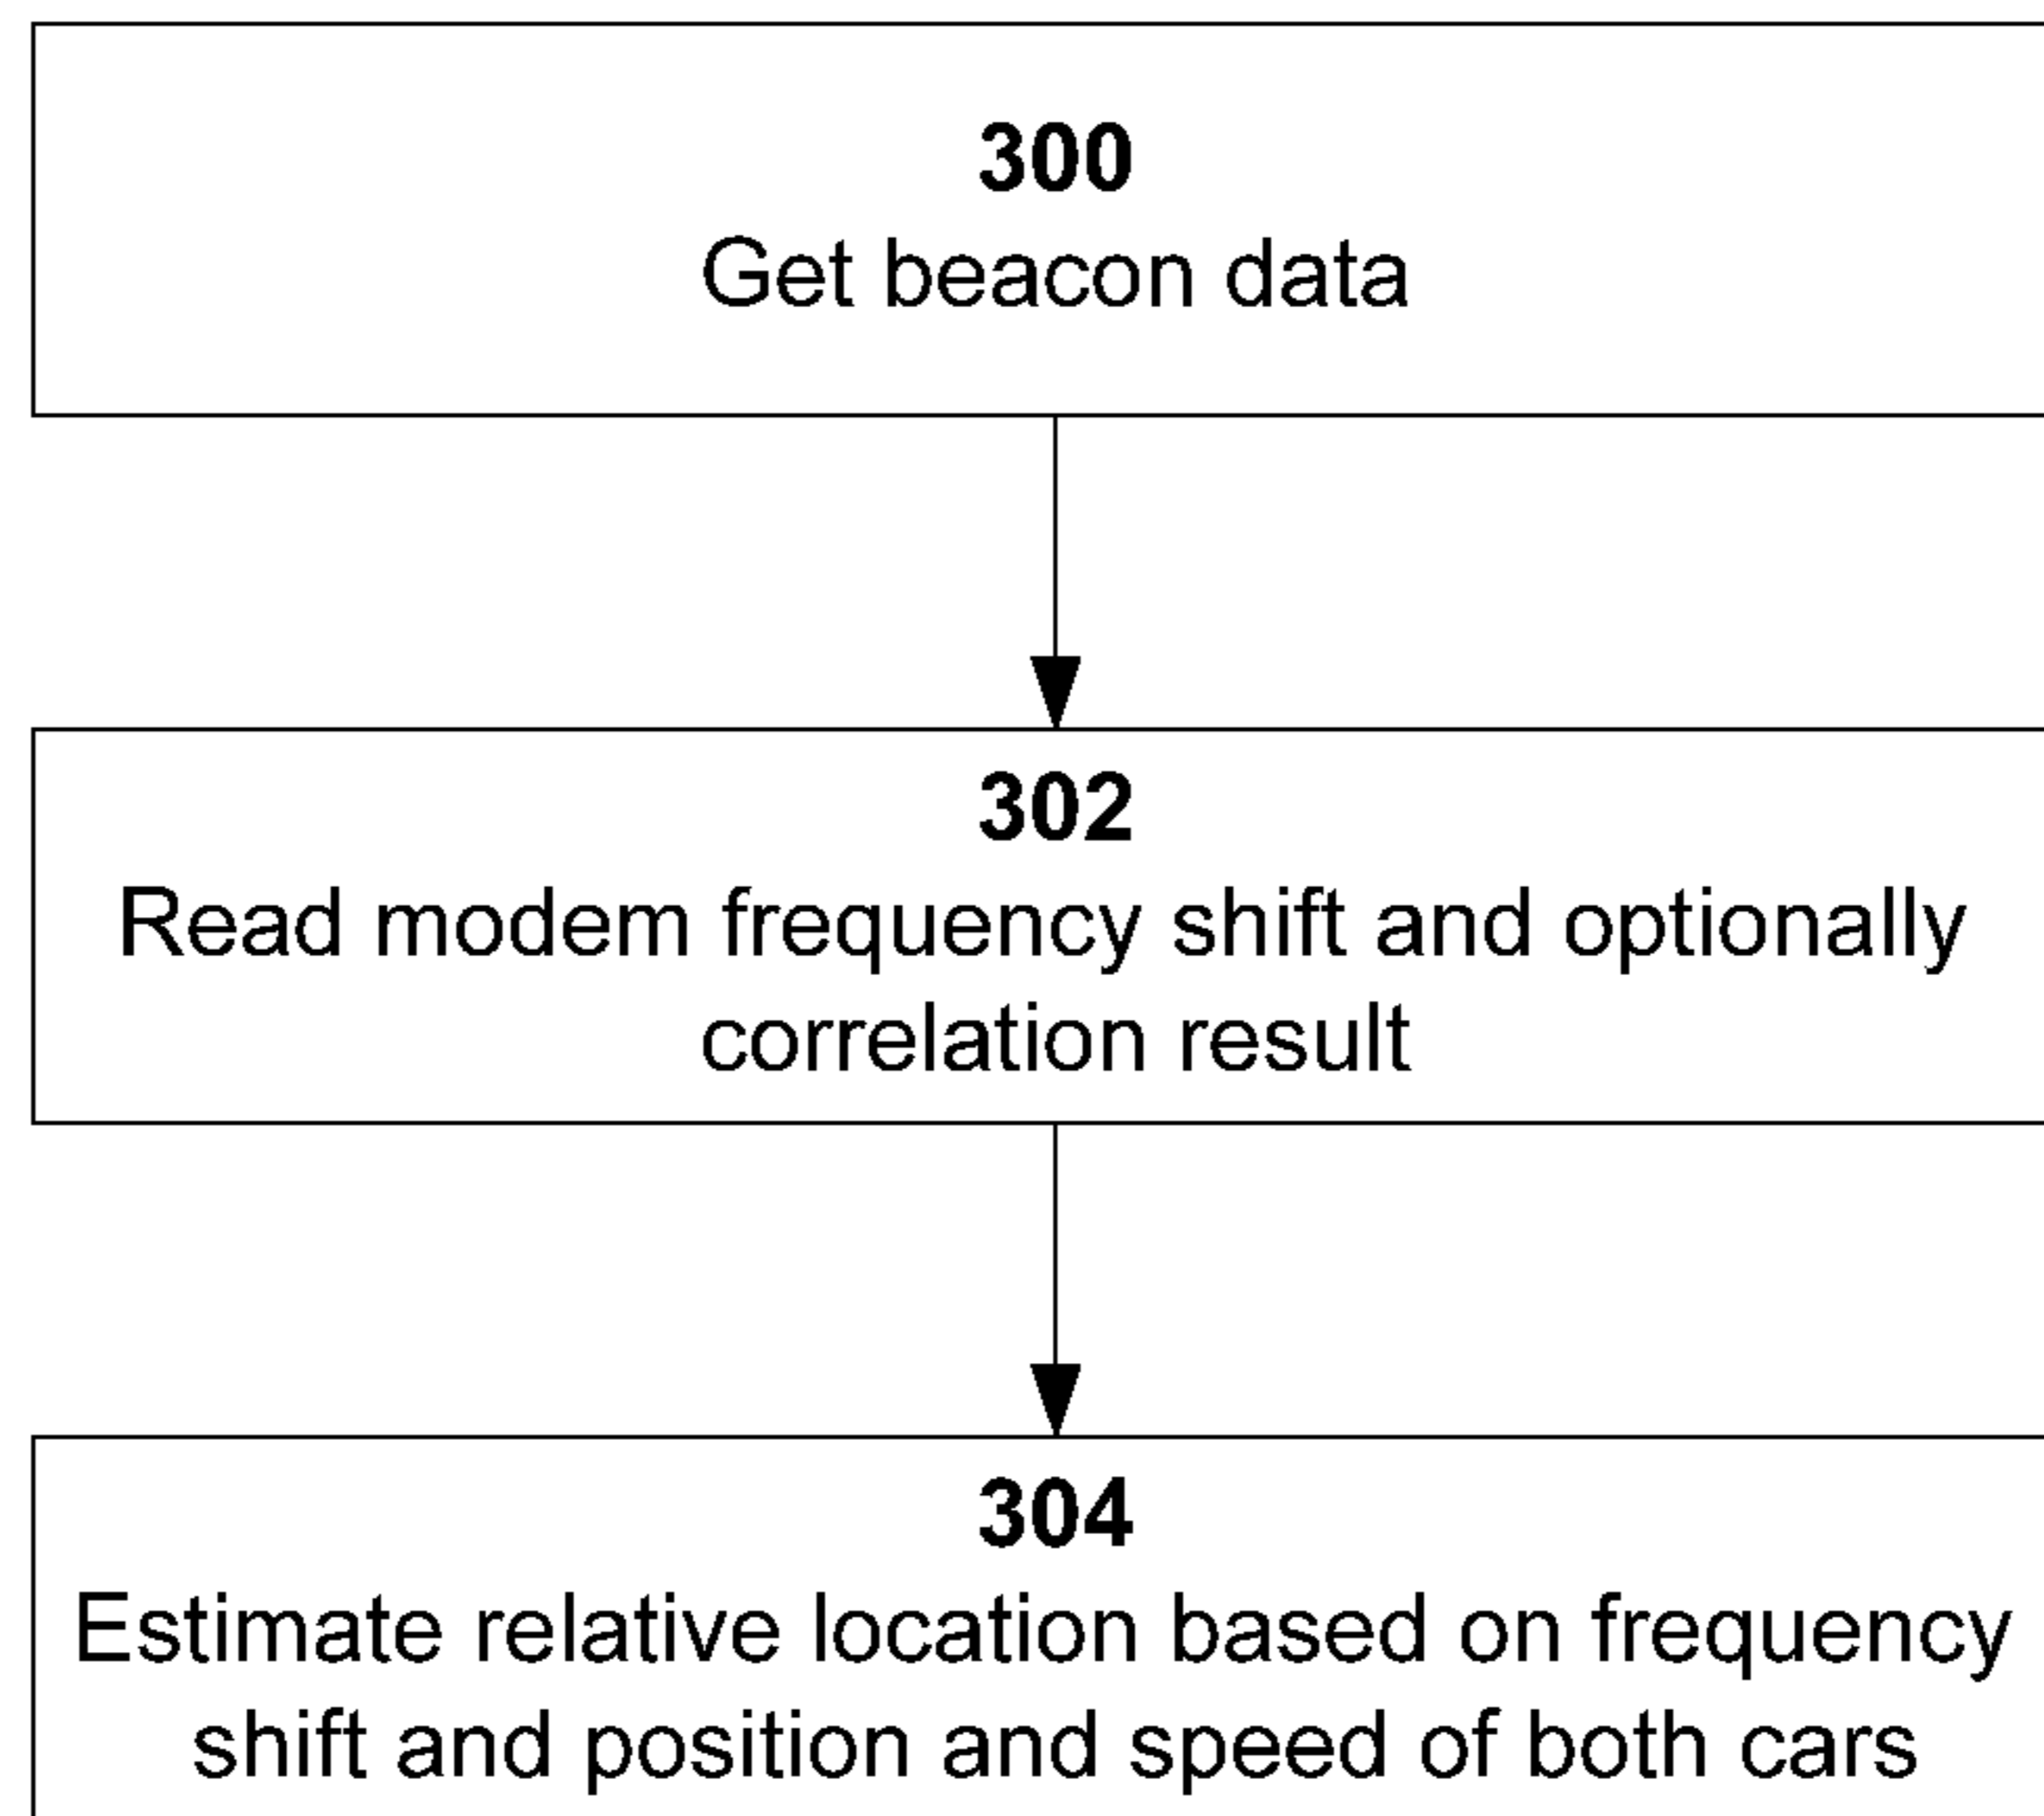 300
Get beacon data
302
Read modem frequency shift and optionally
correlation result
304
Estimate relative location based on frequency
shift and position and speed of both cars